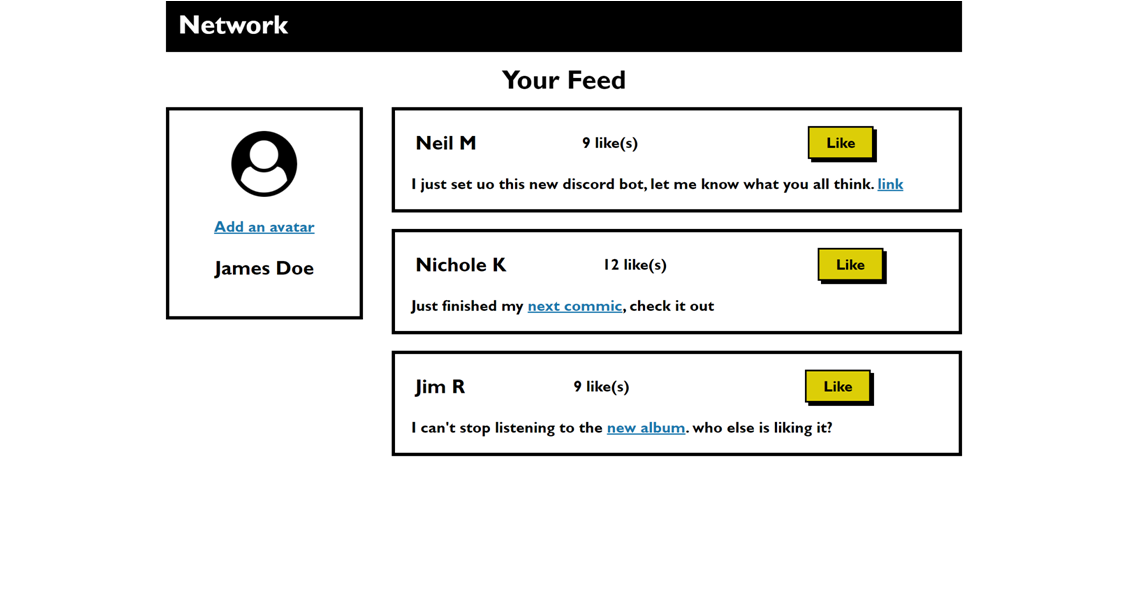 Network
Your Feed
Add an avatar
James Doe
Neil M 9 like(s) Like
I just set uo this new discord bot, let me know what you all think. link
Nichole K 12 like(s) Like
Just finished my next commic, check it out
Jim R 9 like(s) Like
I can't stop listening to the new album. who else is liking it?